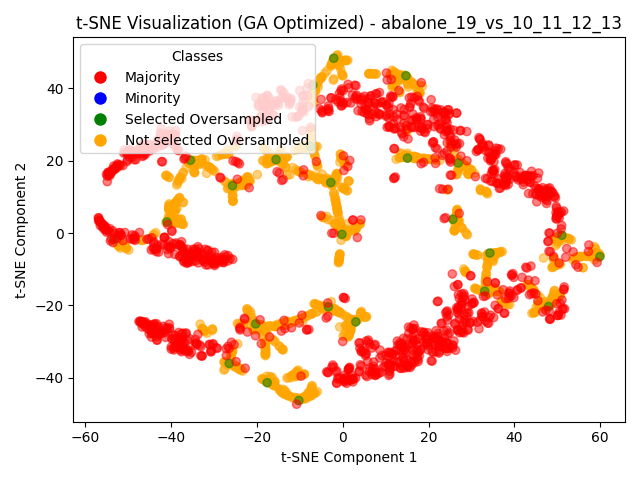 t-SNE Visualization (GA Optimized) - abalone_19_vs_10_11_12_13
Classes
Majority
Minority
Selected Oversampled
Not selected Oversampled
t-SNE Component 2
40
20
0
−20
−40
−60
−40
−20
0
20
40
60
t-SNE Component 1